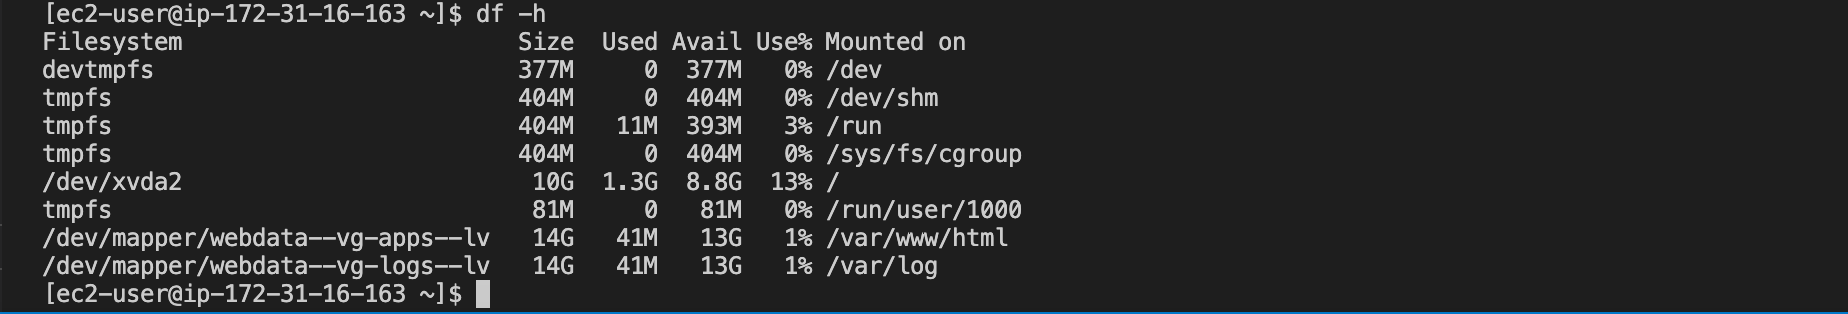 [ec2-user@ip-172-31-16-163 ~]$ df -h
Filesystem                        Size  Used Avail Use% Mounted on
devtmpfs                          377M     0  377M   0% /dev
tmpfs                             404M     0  404M   0% /dev/shm
tmpfs                             404M   11M  393M   3% /run
tmpfs                             404M     0  404M   0% /sys/fs/cgroup
/dev/xvda2                         10G  1.3G  8.8G  13% /
tmpfs                              81M     0   81M   0% /run/user/1000
/dev/mapper/webdata--vg-apps--lv   14G   41M   13G   1% /var/www/html
/dev/mapper/webdata--vg-logs--lv   14G   41M   13G   1% /var/log
[ec2-user@ip-172-31-16-163 ~]$